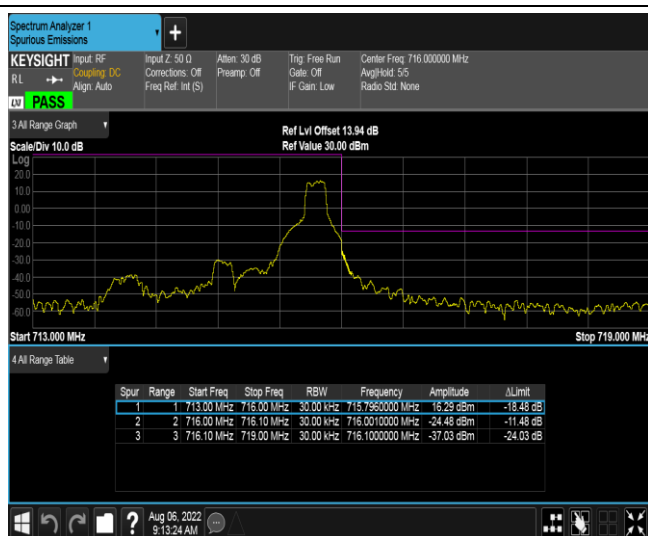 Spectrum Analyzer 1
Spurious Emissions
+
KEYSIGHT
RL
Align: Auto
Input: RF
Coupling: DC
Input Z: 50 Ω
Corrections: Off
Freq Ref: Int (S)
Atten: 30 dB
Preamp: Off
Trig: Free Run
Gate: Off
IF Gain: Low
Center Freq: 716.000000 MHz
Avg|Hold: 5/5
Radio Std: None
LXI PASS
3 All Range Graph
Ref Lvl Offset 13.94 dB
Scale/Div 10.0 dB Ref Value 30.00 dBm
Log
20.0
10.0
0.00
-10.0
-20.0
-30.0
-40.0
-50.0
-60.0
Start 713.000 MHz Stop 719.000 MHz
4 All Range Table
Spur Range Start Freq Stop Freq RBW Frequency Amplitude ΔLimit
1 1 713.00 MHz 716.00 MHz 30.00 kHz 715.7960000 MHz 16.29 dBm -18.48 dB
2 2 716.00 MHz 716.10 MHz 30.00 kHz 716.0010000 MHz -24.48 dBm -11.48 dB
3 3 716.10 MHz 719.00 MHz 30.00 kHz 716.1000000 MHz -37.03 dBm -24.03 dB
? Aug 06, 2022
9:13:24 AM